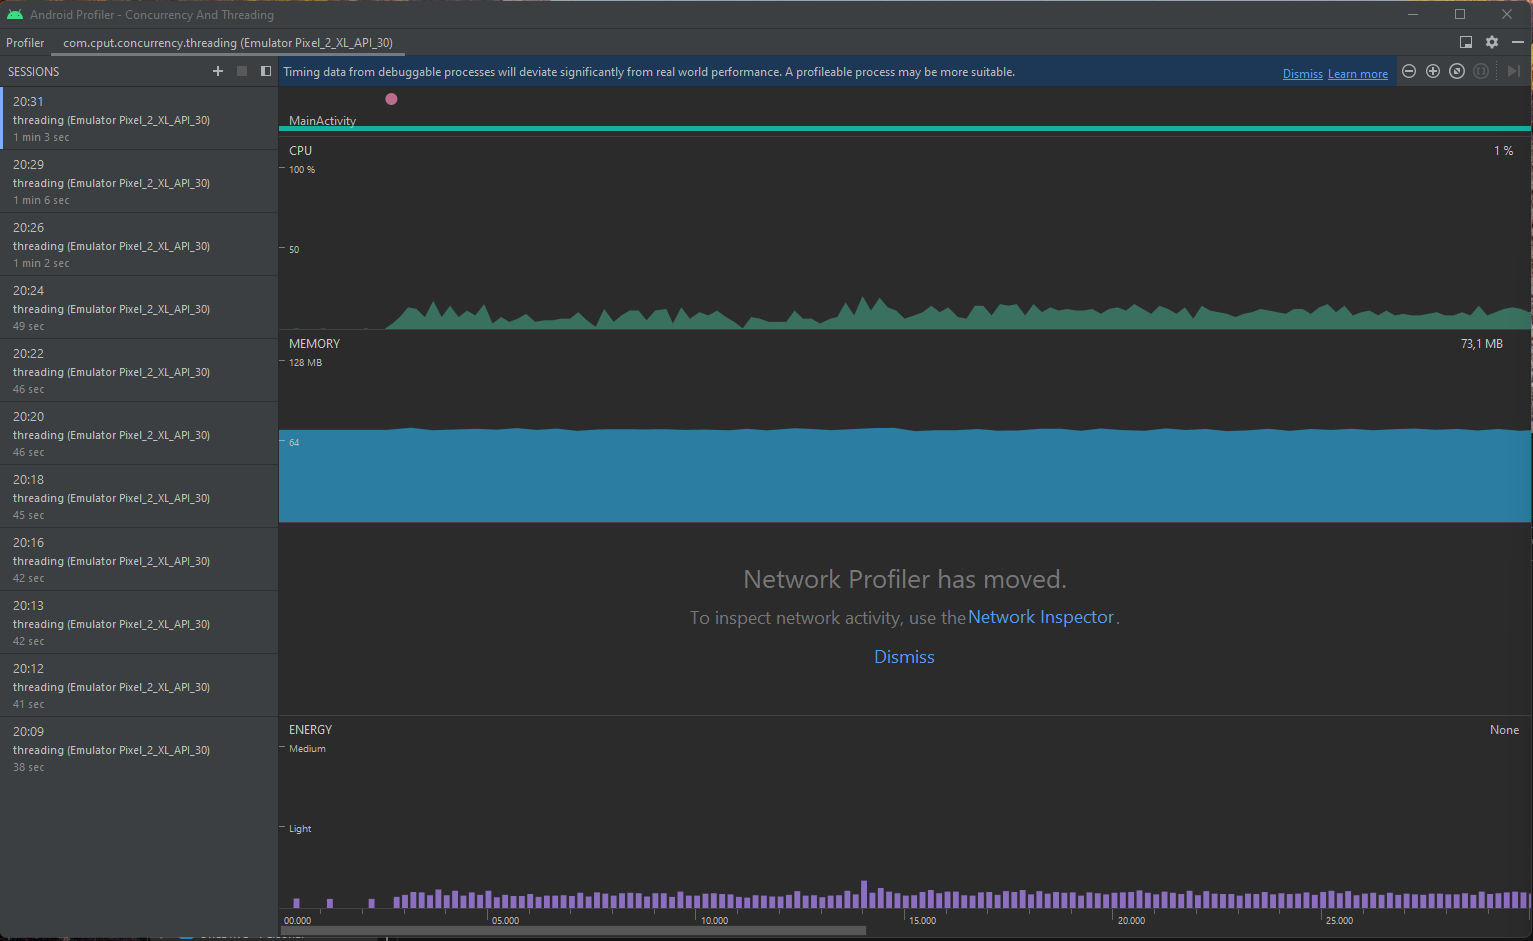 Android Profiler - Concurrency And Threading
Profiler com.cput.concurrency.threading (Emulator Pixel_2_XL_API_30)
SESSIONS
Timing data from debuggable processes will deviate significantly from real world performance. A profileable process may be more suitable.
Dismiss Learn more
20:31
threading (Emulator Pixel_2_XL_API_30)
1 min 3 sec
20:29
threading (Emulator Pixel_2_XL_API_30)
1 min 6 sec
20:26
threading (Emulator Pixel_2_XL_API_30)
1 min 2 sec
20:24
threading (Emulator Pixel_2_XL_API_30)
49 sec
20:22
threading (Emulator Pixel_2_XL_API_30)
46 sec
20:20
threading (Emulator Pixel_2_XL_API_30)
46 sec
20:18
threading (Emulator Pixel_2_XL_API_30)
45 sec
20:16
threading (Emulator Pixel_2_XL_API_30)
42 sec
20:13
threading (Emulator Pixel_2_XL_API_30)
42 sec
20:12
threading (Emulator Pixel_2_XL_API_30)
41 sec
20:09
threading (Emulator Pixel_2_XL_API_30)
38 sec
MainActivity
CPU 1 %
100 %
50
MEMORY 73,1 MB
128 MB
64
Network Profiler has moved.
To inspect network activity, use the Network Inspector.
Dismiss
ENERGY None
Medium
Light
00.000 05.000 10.000 15.000 20.000 25.000